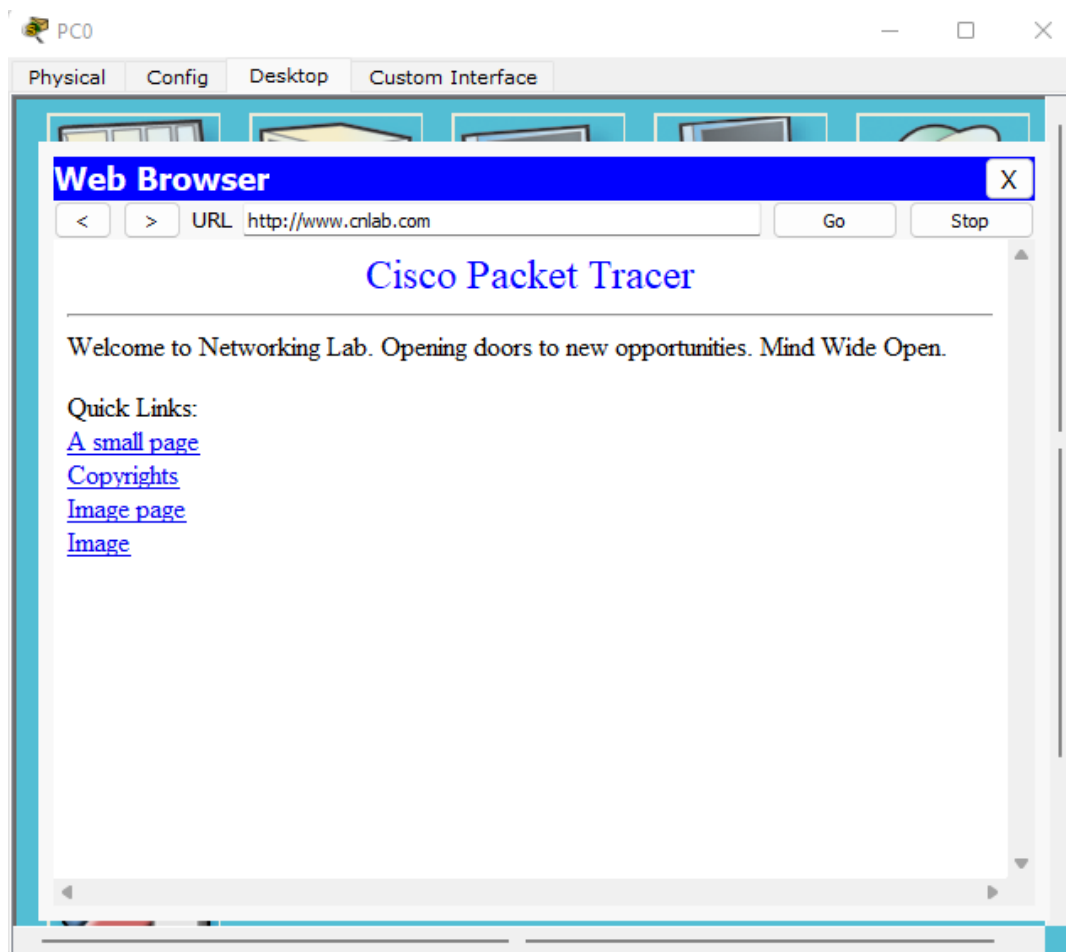 PC0
Physical Config Desktop Custom Interface
Web Browser X
< > URL http://www.cnlab.com Go Stop
Cisco Packet Tracer
Welcome to Networking Lab. Opening doors to new opportunities. Mind Wide Open.
Quick Links:
A small page
Copyrights
Image page
Image